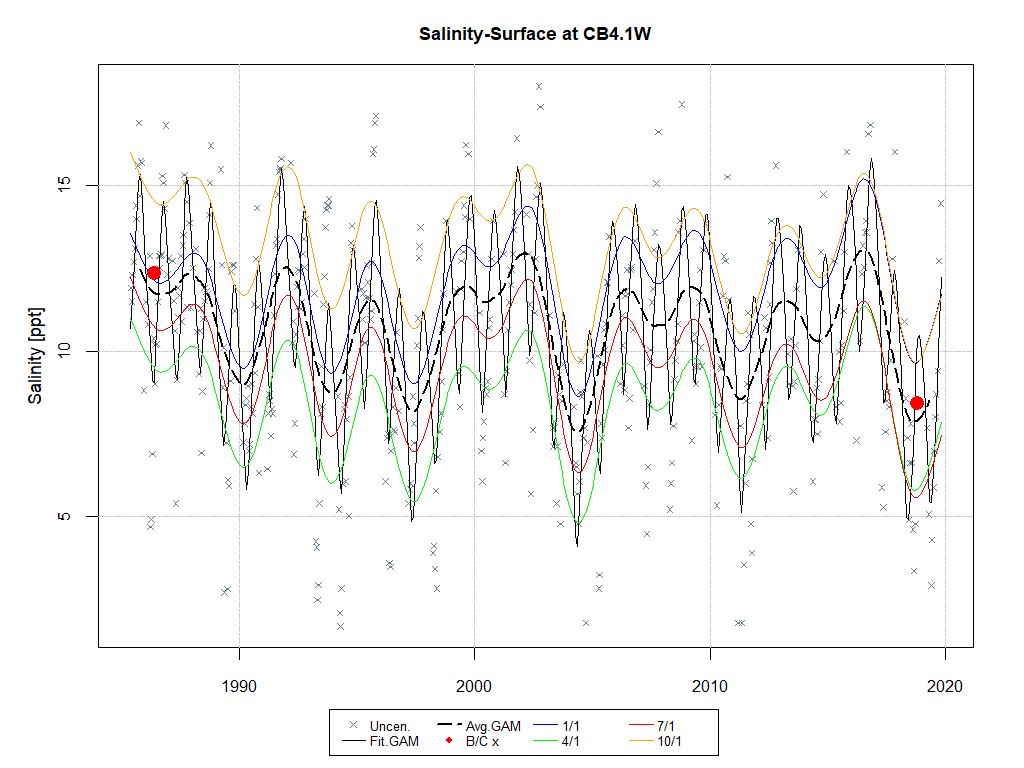 Salinity-Surface at CB4.1W
Salinity [ppt]
15
10
5
1990 2000 2010 2020
Uncen. Avg.GAM 1/1 7/1
Fit.GAM B/C x 4/1 10/1